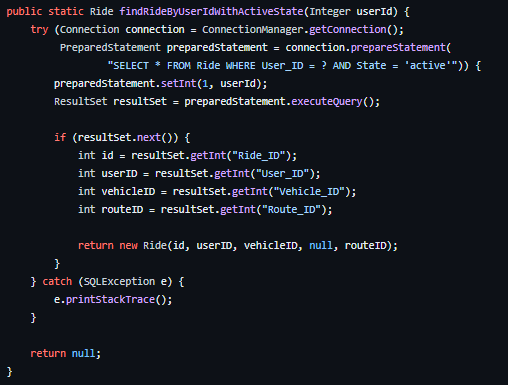 public static Ride findRideByUserIdWithActiveState(Integer userId) {
    try (Connection connection = ConnectionManager.getConnection();
         PreparedStatement preparedStatement = connection.prepareStatement(
                 "SELECT * FROM Ride WHERE User_ID = ? AND State = 'active'")) {
        preparedStatement.setInt(1, userId);
        ResultSet resultSet = preparedStatement.executeQuery();

        if (resultSet.next()) {
            int id = resultSet.getInt("Ride_ID");
            int userID = resultSet.getInt("User_ID");
            int vehicleID = resultSet.getInt("Vehicle_ID");
            int routeID = resultSet.getInt("Route_ID");

            return new Ride(id, userID, vehicleID, null, routeID);
        }
    } catch (SQLException e) {
        e.printStackTrace();
    }

    return null;
}